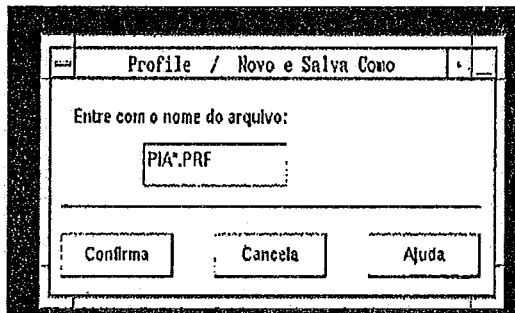 Profile / Novo e Salva Como
Entre com o nome do arquivo:
PIA*.PRF
Confirma Cancela Ajuda